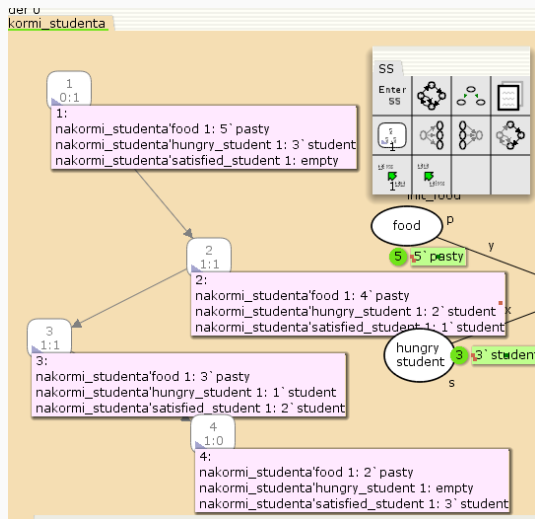 der 0
kormi_studenta
1
0:1
1:
nakormi_studenta'food 1: 5`pasty
nakormi_studenta'hungry_student 1: 3`student
nakormi_studenta'satisfied_student 1: empty
SS
Enter
SS
1
1
init_food
food
p
y
5
5`pasty
2
1:1
2:
nakormi_studenta'food 1: 4`pasty
nakormi_studenta'hungry_student 1: 2`student
nakormi_studenta'satisfied_student 1: 1`student
x
hungry
student
3
3`student
s
3
1:1
3:
nakormi_studenta'food 1: 3`pasty
nakormi_studenta'hungry_student 1: 1`student
nakormi_studenta'satisfied_student 1: 2`student
4
1:0
4:
nakormi_studenta'food 1: 2`pasty
nakormi_studenta'hungry_student 1: empty
nakormi_studenta'satisfied_student 1: 3`student